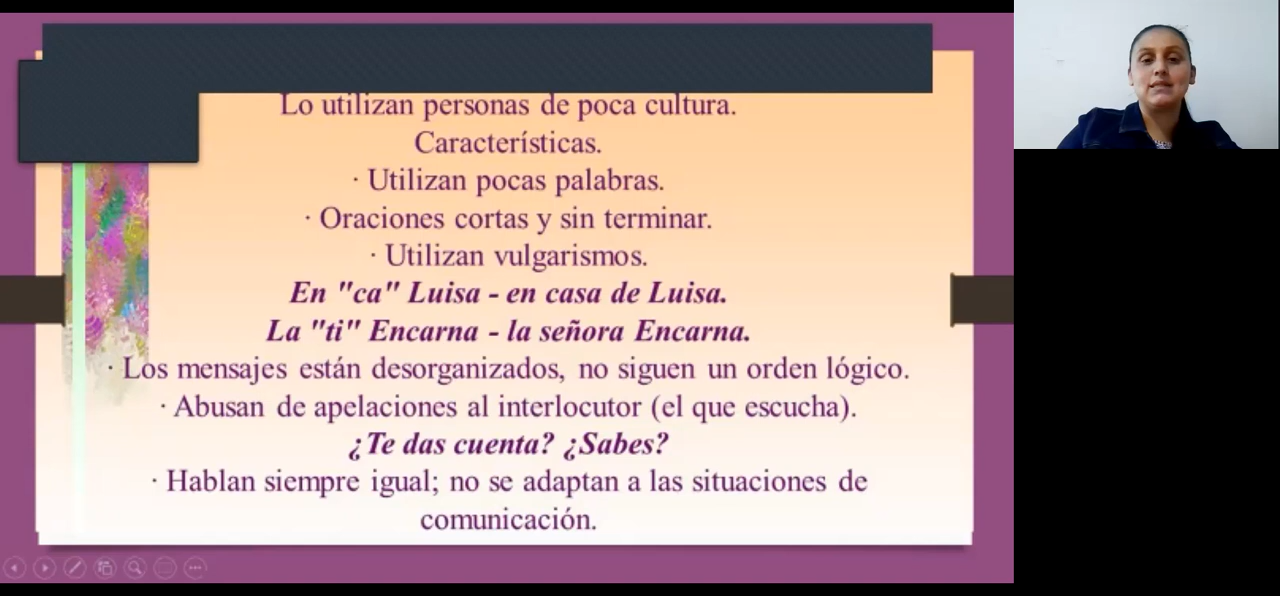 Lo utilizan personas de poca cultura.
Características.
· Utilizan pocas palabras.
· Oraciones cortas y sin terminar.
· Utilizan vulgarismos.
En "ca" Luisa - en casa de Luisa.
La "ti" Encarna - la señora Encarna.
· Los mensajes están desorganizados, no siguen un orden lógico.
· Abusan de apelaciones al interlocutor (el que escucha).
¿Te das cuenta? ¿Sabes?
· Hablan siempre igual; no se adaptan a las situaciones de
comunicación.